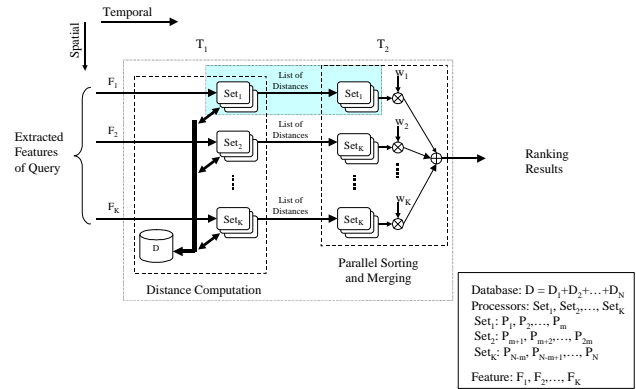 Temporal
Spatial
T1
T2
F1
Set1
List of
Distances
Set1
W1
F2
Set2
List of
Distances
SetK
W2
Extracted
Features
of Query
Ranking
Results
FK
SetK
List of
Distances
SetK
WK
D
Distance Computation
Parallel Sorting
and Merging
Database: D = D1+D2+…+DN
Processors: Set1, Set2,…, SetK
Set1: P1, P2,…, Pm
Set2: Pm+1, Pm+2,…, P2m
SetK: PN-m, PN-m+1,…, PN
Feature: F1, F2,…, FK